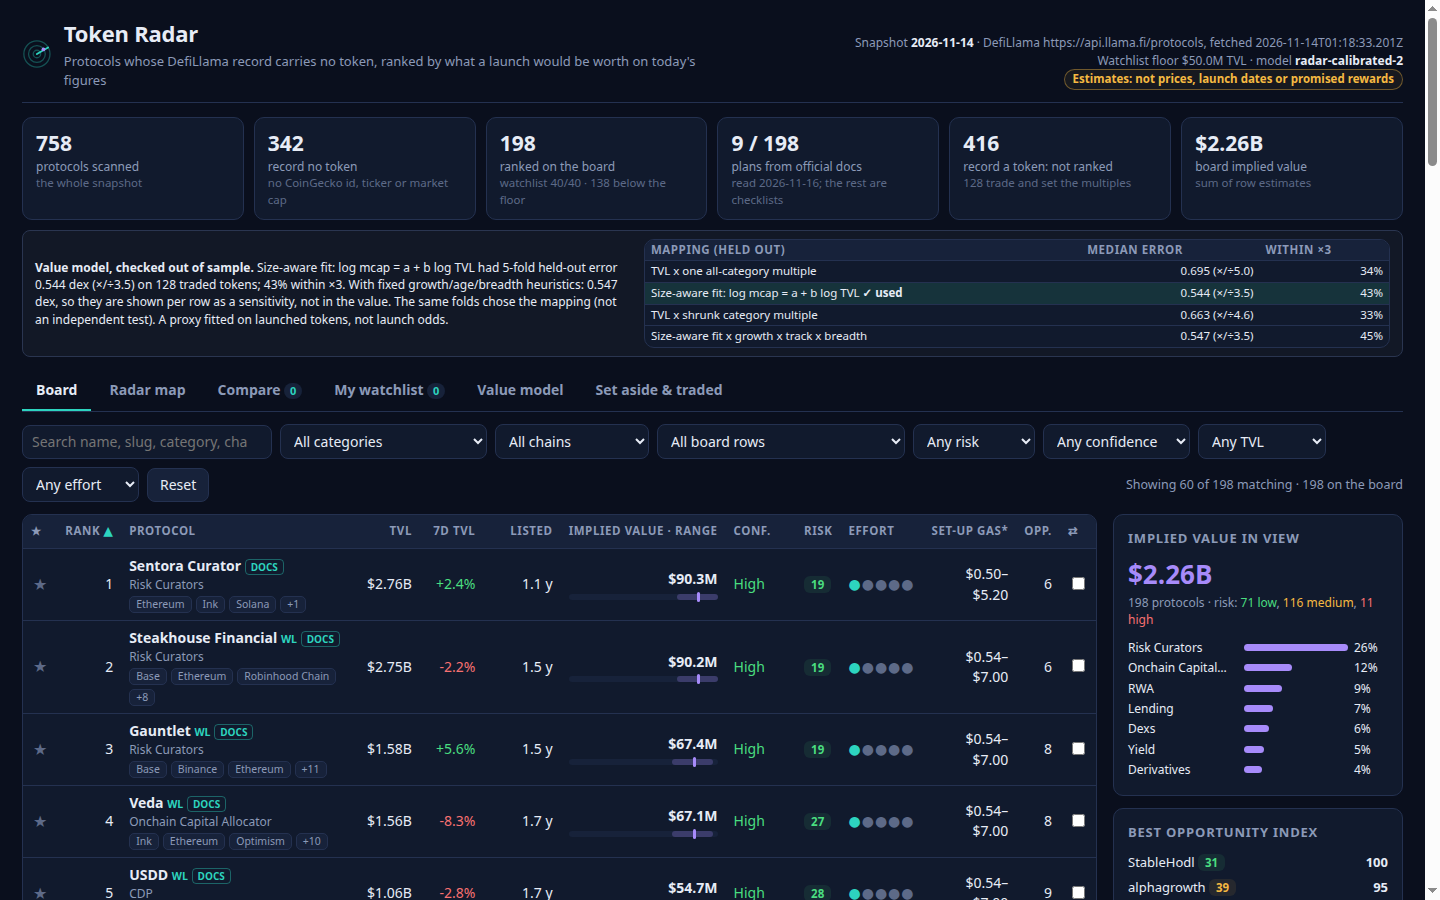 Token Radar
Protocols whose DefiLlama record carries no token, ranked by what a launch would be worth on today's
figures
Snapshot 2026-11-14 · DefiLlama https://api.llama.fi/protocols, fetched 2026-11-14T01:18:33.201Z
Watchlist floor $50.0M TVL · model radar-calibrated-2
Estimates: not prices, launch dates or promised rewards
758
protocols scanned
the whole snapshot
342
record no token
no CoinGecko id, ticker or market
cap
198
ranked on the board
watchlist 40/40 · 138 below the
floor
9 / 198
plans from official docs
read 2026-11-16; the rest are
checklists
416
record a token: not ranked
128 trade and set the multiples
$2.26B
board implied value
sum of row estimates
Value model, checked out of sample. Size-aware fit: log mcap = a + b log TVL had 5-fold held-out error
0.544 dex (×/÷3.5) on 128 traded tokens; 43% within ×3. With fixed growth/age/breadth heuristics: 0.547
dex, so they are shown per row as a sensitivity, not in the value. The same folds chose the mapping (not
an independent test). A proxy fitted on launched tokens, not launch odds.
MAPPING (HELD OUT) MEDIAN ERROR WITHIN ×3
TVL x one all-category multiple 0.695 (×/÷5.0) 34%
Size-aware fit: log mcap = a + b log TVL ✓ used 0.544 (×/÷3.5) 43%
TVL x shrunk category multiple 0.663 (×/÷4.6) 33%
Size-aware fit x growth x track x breadth 0.547 (×/÷3.5) 45%
Board Radar map Compare 0 My watchlist 0 Value model Set aside & traded
Search name, slug, category, cha All categories All chains All board rows Any risk Any confidence Any TVL
Any effort Reset Showing 60 of 198 matching · 198 on the board
★ RANK ▲ PROTOCOL TVL 7D TVL LISTED IMPLIED VALUE · RANGE CONF. RISK EFFORT SET-UP GAS* OPP. ⇄
★ 1 Sentora Curator DOCS $2.76B +2.4% 1.1 y $90.3M High 19 $0.50–$5.20 6
Risk Curators
Ethereum Ink Solana +1
★ 2 Steakhouse Financial WL DOCS $2.75B -2.2% 1.5 y $90.2M High 19 $0.54–$7.00 6
Risk Curators
Base Ethereum Robinhood Chain
+8
★ 3 Gauntlet WL DOCS $1.58B +5.6% 1.5 y $67.4M High 19 $0.54–$7.00 8
Risk Curators
Base Binance Ethereum +11
★ 4 Veda WL DOCS $1.56B -8.3% 1.7 y $67.1M High 27 $0.54–$7.00 8
Onchain Capital Allocator
Ink Ethereum Optimism +10
★ 5 USDD WL DOCS $1.06B -2.8% 1.7 y $54.7M High 28 $0.54– 9
CDP
IMPLIED VALUE IN VIEW
$2.26B
198 protocols · risk: 71 low, 116 medium, 11
high
Risk Curators 26%
Onchain Capital... 12%
RWA 9%
Lending 7%
Dexs 6%
Yield 5%
Derivatives 4%
BEST OPPORTUNITY INDEX
StableHodl 31 100
alphagrowth 39 95